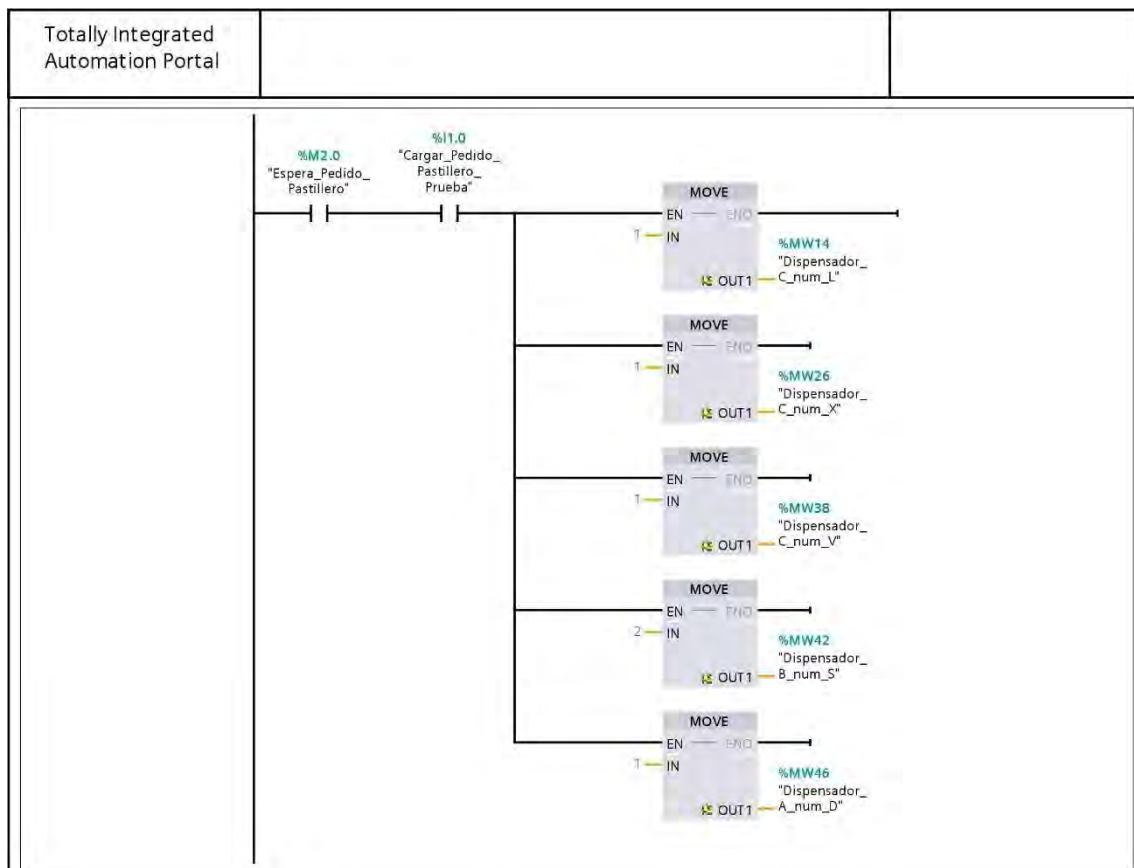 Totally Integrated
Automation Portal
%M2.0
"Espera_Pedido_
Pastillero"
%I1.0
"Cargar_Pedido_
Pastillero_
Prueba"
MOVE
EN
ENO
1
IN
OUT1
%MW14
"Dispensador_
C_num_L"
MOVE
EN
ENO
1
IN
OUT1
%MW26
"Dispensador_
C_num_X"
MOVE
EN
ENO
1
IN
OUT1
%MW38
"Dispensador_
C_num_V"
MOVE
EN
ENO
2
IN
OUT1
%MW42
"Dispensador_
B_num_S"
MOVE
EN
ENO
1
IN
OUT1
%MW46
"Dispensador_
A_num_D"